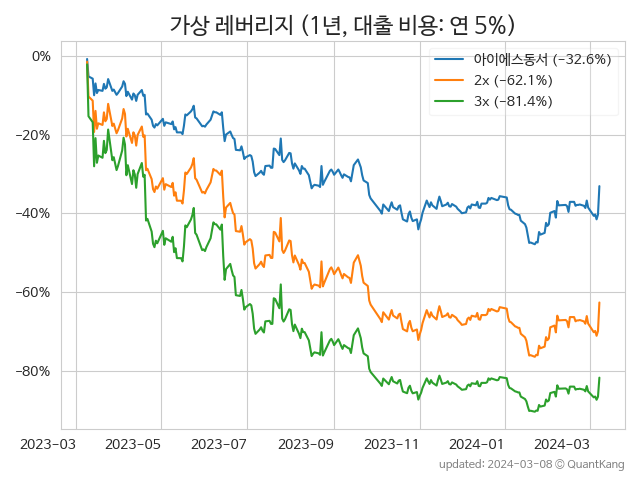 가상 레버리지 (1년, 대출 비용: 연 5%)
아이에스동서 (−32.6%)
2x (−62.1%)
3x (−81.4%)
0%
−20%
−40%
−60%
−80%
2023−03 2023−05 2023−07 2023−09 2023−11 2024−01 2024−03
updated: 2024−03−08 © QuantKang